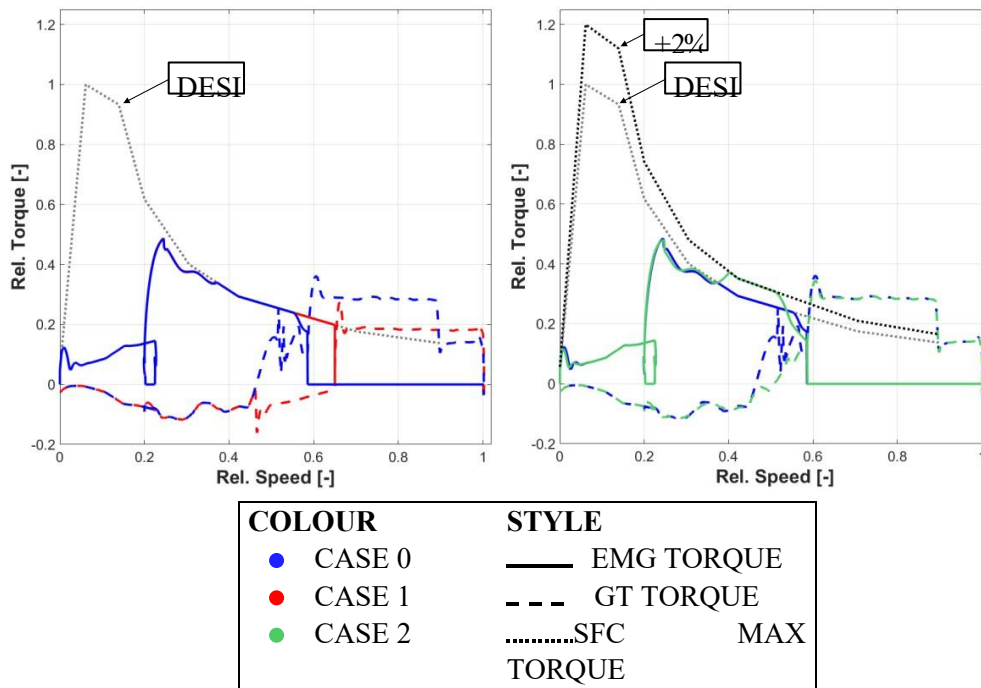 1.2
1
0.8
0.6
0.4
0.2
0
-0.2
Rel. Torque [-]
DESI
0 0.2 0.4 0.6 0.8 1
Rel. Speed [-]
1.2
1
0.8
0.6
0.4
0.2
0
-0.2
Rel. Torque [-]
+2%
DESI
0 0.2 0.4 0.6 0.8 1
Rel. Speed [-]
COLOUR STYLE
CASE 0 EMG TORQUE
CASE 1 GT TORQUE
CASE 2 SFC MAX
TORQUE